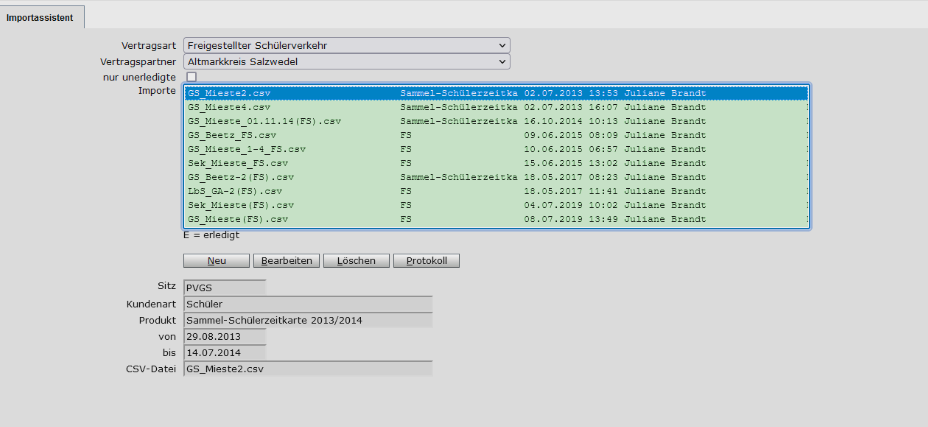 Importassistent
Vertragsart Freigestellter Schülerverkehr
Vertragspartner Altmarkkreis Salzwedel
nur unerledigte
Importe
GS_Mieste2.csv Sammel-Schülerzeitka 02.07.2013 13:53 Juliane Brandt
GS_Mieste4.csv Sammel-Schülerzeitka 02.07.2013 16:07 Juliane Brandt
GS_Mieste_01.11.14(FS).csv Sammel-Schülerzeitka 16.10.2014 10:13 Juliane Brandt
GS_Beetz_FS.csv FS 09.06.2015 08:09 Juliane Brandt
GS_Mieste_1-4_FS.csv FS 10.06.2015 06:57 Juliane Brandt
Sek_Mieste_FS.csv FS 15.06.2015 13:02 Juliane Brandt
GS_Beetz-2(FS).csv Sammel-Schülerzeitka 18.05.2017 08:23 Juliane Brandt
LbS_GA-2(FS).csv FS 18.05.2017 11:41 Juliane Brandt
Sek_Mieste(FS).csv FS 04.07.2019 10:02 Juliane Brandt
GS_Mieste(FS).csv FS 08.07.2019 13:49 Juliane Brandt
E = erledigt
Neu Bearbeiten Löschen Protokoll
Sitz PVGS
Kundenart Schüler
Produkt Sammel-Schülerzeitkarte 2013/2014
von 29.08.2013
bis 14.07.2014
CSV-Datei GS_Mieste2.csv